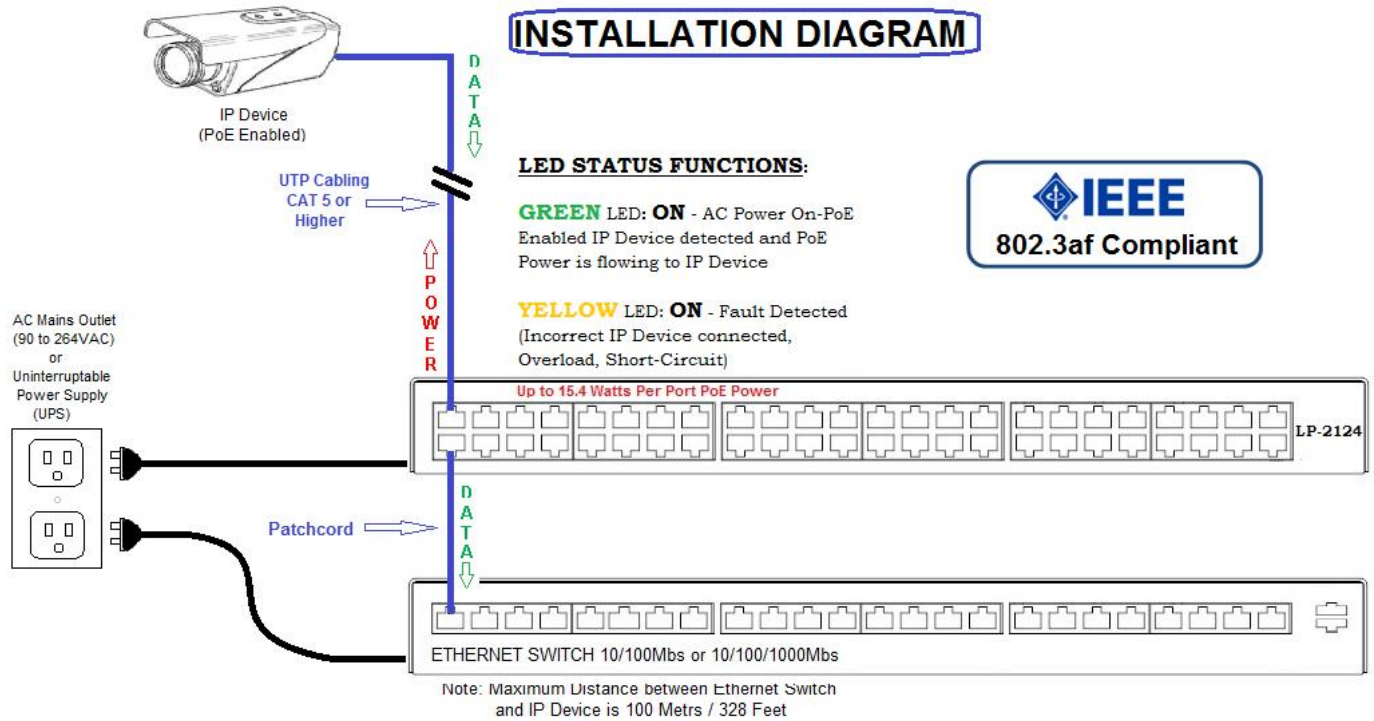 INSTALLATION DIAGRAM
IP Device
(PoE Enabled)
DATA
UTP Cabling
CAT 5 or
Higher
POWER
LED STATUS FUNCTIONS:
GREEN LED: ON - AC Power On-PoE
Enabled IP Device detected and PoE
Power is flowing to IP Device
YELLOW LED: ON - Fault Detected
(Incorrect IP Device connected,
Overload, Short-Circuit)
IEEE
802.3af Compliant
AC Mains Outlet
(90 to 264VAC)
or
Uninterruptable
Power Supply
(UPS)
Up to 15.4 Watts Per Port PoE Power
LP-2124
Patchcord
DATA
ETHERNET SWITCH 10/100Mbs or 10/100/1000Mbs
Note: Maximum Distance between Ethernet Switch
and IP Device is 100 Metrs / 328 Feet